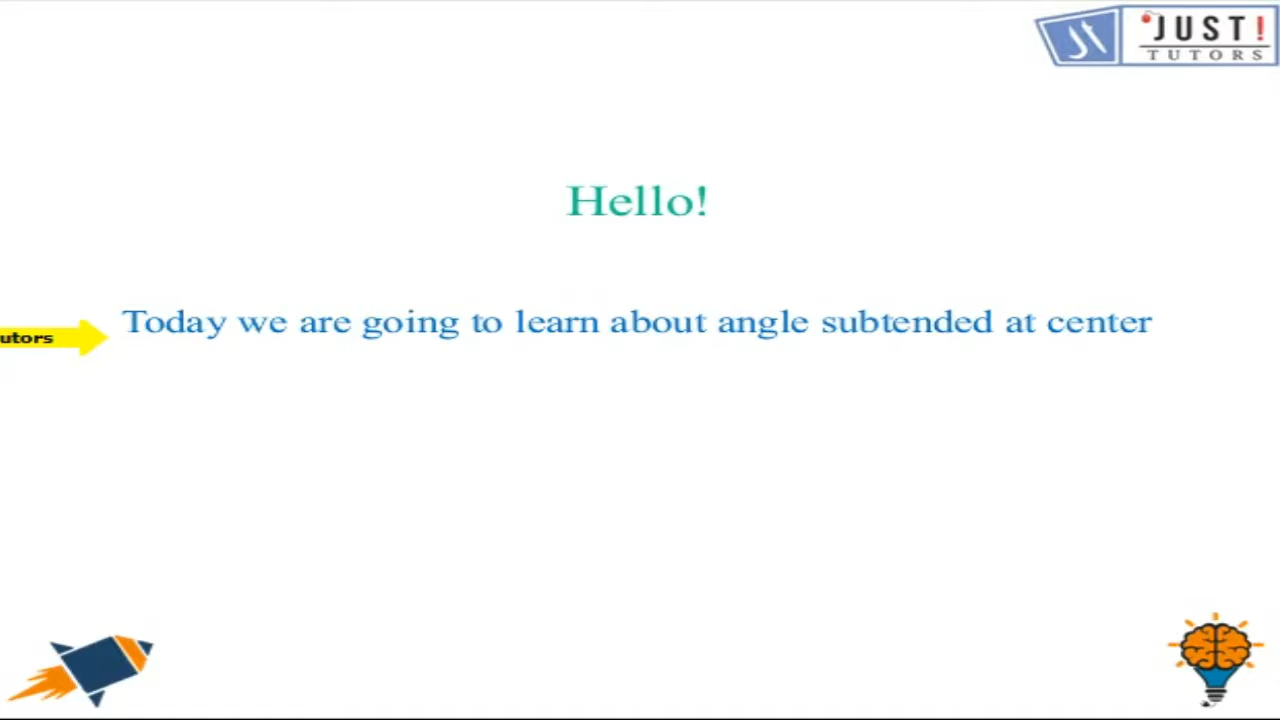 JUST!
TUTORS
Hello!
Today we are going to learn about angle subtended at center
utors